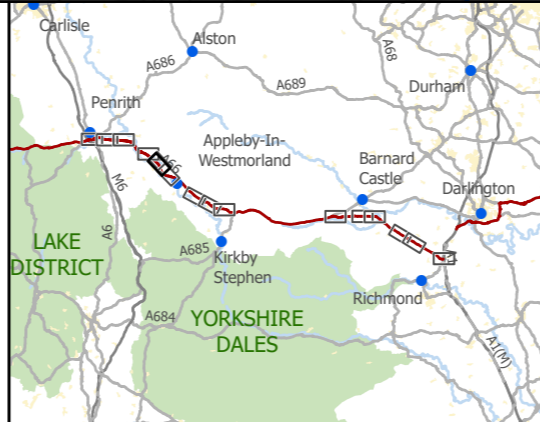 Carlisle
Alston
A68
A686
A689
Durham
Penrith
Appleby-In-
Westmorland
Barnard
Castle
A66
Darlington
M6
A6
LAKE
DISTRICT
A685
Kirkby
Stephen
Richmond
A684
YORKSHIRE
DALES
A1(M)